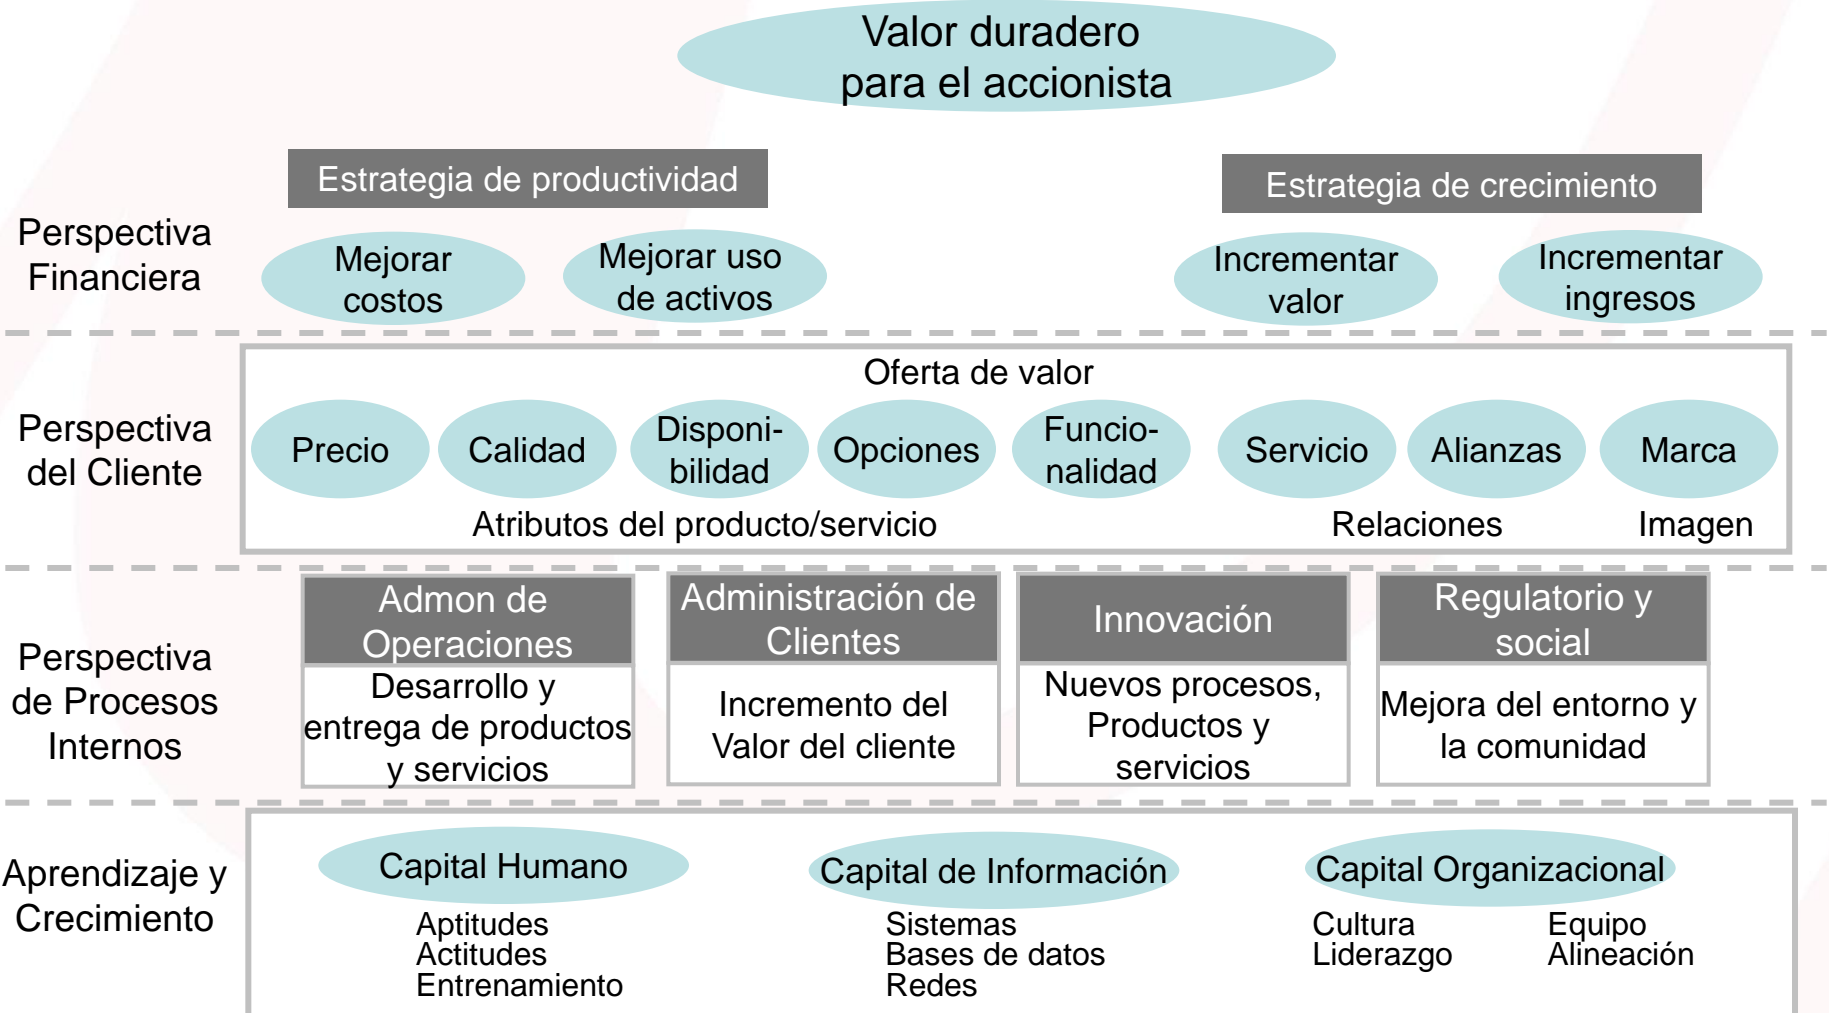 Valor duradero
para el accionista
Estrategia de productividad
Estrategia de crecimiento
Perspectiva
Financiera
Mejorar
costos
Mejorar uso
de activos
Incrementar
valor
Incrementar
ingresos
Oferta de valor
Perspectiva
del Cliente
Precio
Calidad
Disponi-
bilidad
Opciones
Funcio-
nalidad
Servicio
Alianzas
Marca
Atributos del producto/servicio
Relaciones
Imagen
Perspectiva
de Procesos
Internos
Admon de
Operaciones
Desarrollo y
entrega de productos
y servicios
Administración de
Clientes
Incremento del
Valor del cliente
Innovación
Nuevos procesos,
Productos y
servicios
Regulatorio y
social
Mejora del entorno y
la comunidad
Aprendizaje y
Crecimiento
Capital Humano
Aptitudes
Actitudes
Entrenamiento
Capital de Información
Sistemas
Bases de datos
Redes
Capital Organizacional
Cultura
Liderazgo
Equipo
Alineación